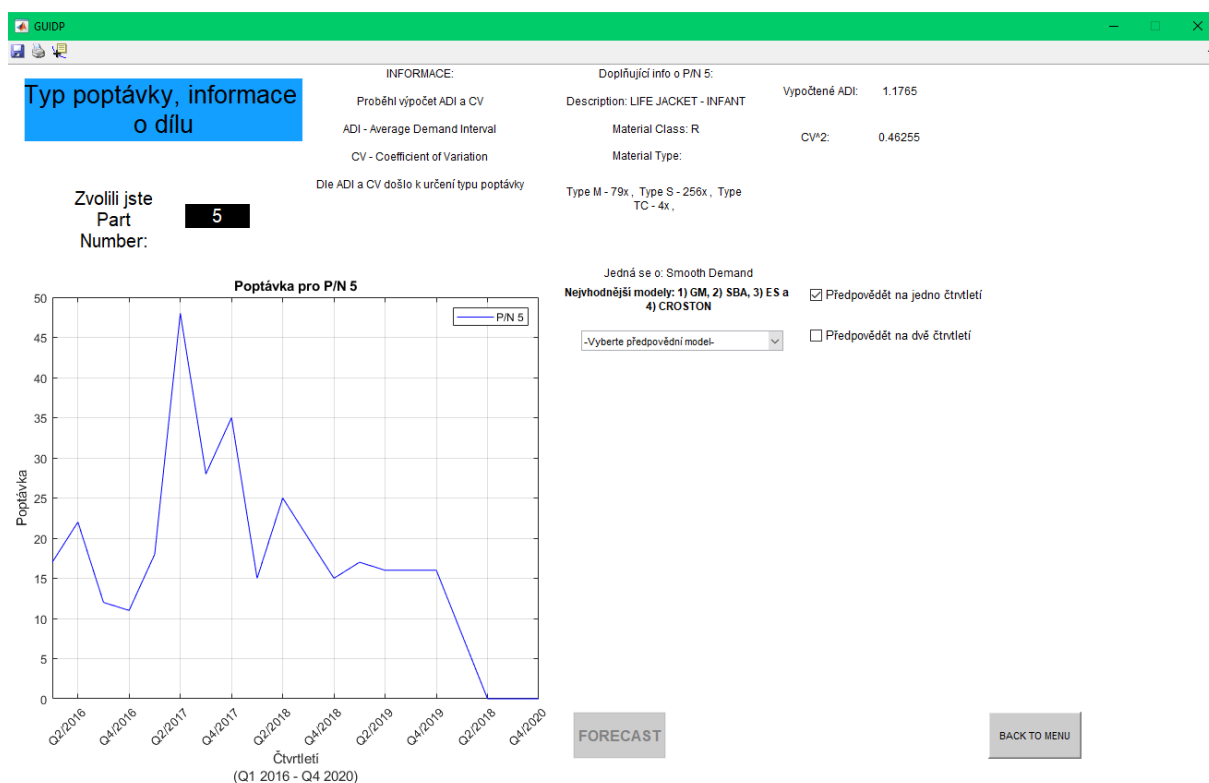 GUIDP
Typ poptávky, informace
o dílu
INFORMACE:
Proběhl výpočet ADI a CV
ADI - Average Demand Interval
CV - Coefficient of Variation
Dle ADI a CV došlo k určení typu poptávky
Doplňující info o P/N 5:
Description: LIFE JACKET - INFANT
Material Class: R
Material Type:
Type M - 79x , Type S - 256x , Type
TC - 4x ,
Vypočtené ADI: 1.1765
CV^2: 0.46255
Zvolili jste
Part
Number:
5
Jedná se o: Smooth Demand
Nejvhodnější modely: 1) GM, 2) SBA, 3) ES a
4) CROSTON
-Vyberte předpovědní model-
Předpovědět na jedno čtrvtletí
Předpovědět na dvě čtrvtletí
Poptávka pro P/N 5
P/N 5
50
45
40
35
30
25
20
15
10
5
0
Poptávka
Q2/2016
Q4/2016
Q2/2017
Q4/2017
Q2/2018
Q4/2018
Q2/2019
Q4/2019
Q2/2018
Q4/2020
Čtvrtletí
(Q1 2016 - Q4 2020)
FORECAST
BACK TO MENU